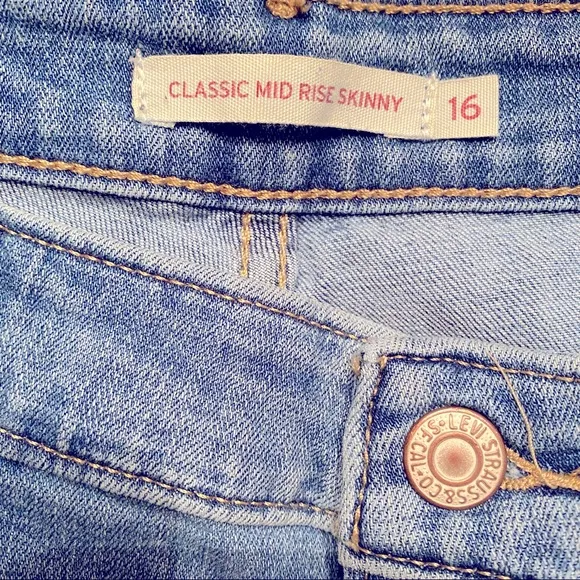 CLASSIC MID RISE SKINNY 16
LEVI STRAUSS & CO. S.F. CAL.